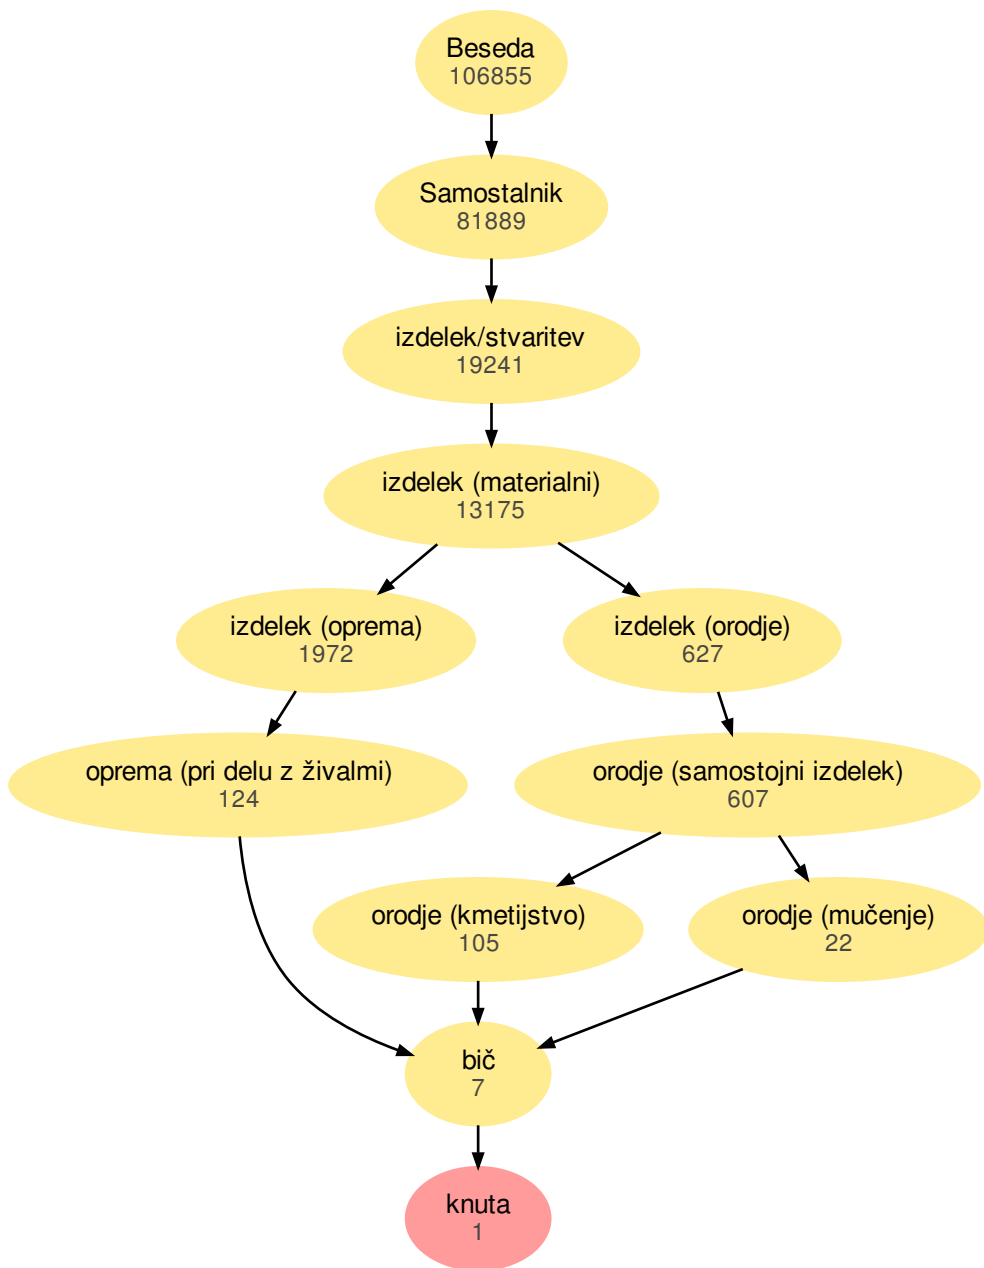 Beseda
106855
Samostalnik
81889
izdelek/stvaritev
19241
izdelek (materialni)
13175
izdelek (oprema)
1972
izdelek (orodje)
627
oprema (pri delu z živalmi)
124
orodje (samostojni izdelek)
607
orodje (kmetijstvo)
105
orodje (mučenje)
22
bič
7
knuta
1